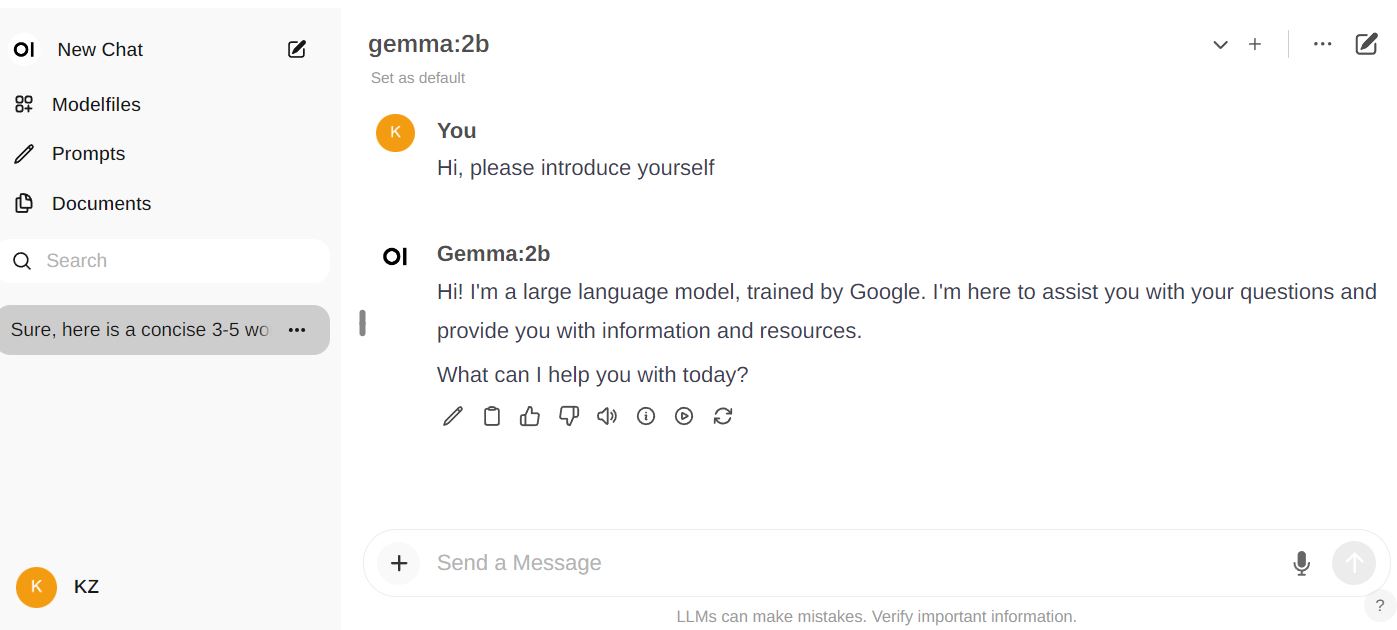 OI New Chat
Modelfiles
Prompts
Documents
Search
Sure, here is a concise 3-5 wo
K KZ
gemma:2b
Set as default
K You
Hi, please introduce yourself
OI Gemma:2b
Hi! I'm a large language model, trained by Google. I'm here to assist you with your questions and
provide you with information and resources.
What can I help you with today?
Send a Message
LLMs can make mistakes. Verify important information.
?